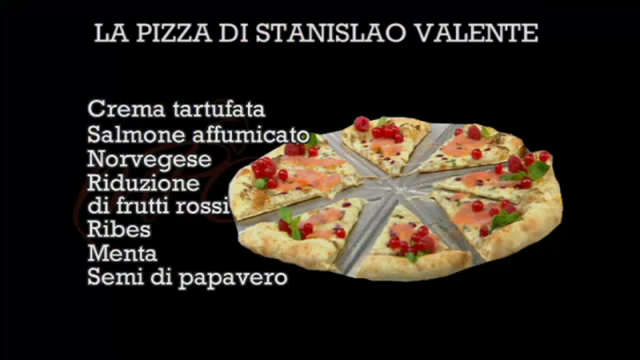 LA PIZZA DI STANISLAO VALENTE
Crema tartufata
Salmone affumicato
Norvegese
Riduzione
di frutti rossi
Ribes
Menta
Semi di papavero